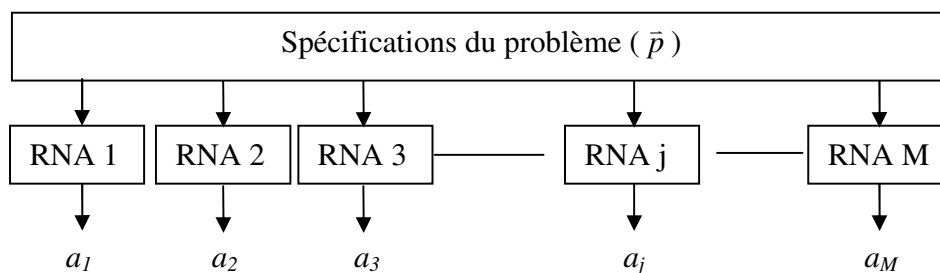 Spécifications du problème ( p⃗ )
RNA 1 RNA 2 RNA 3 RNA j RNA M
a1 a2 a3 aj aM